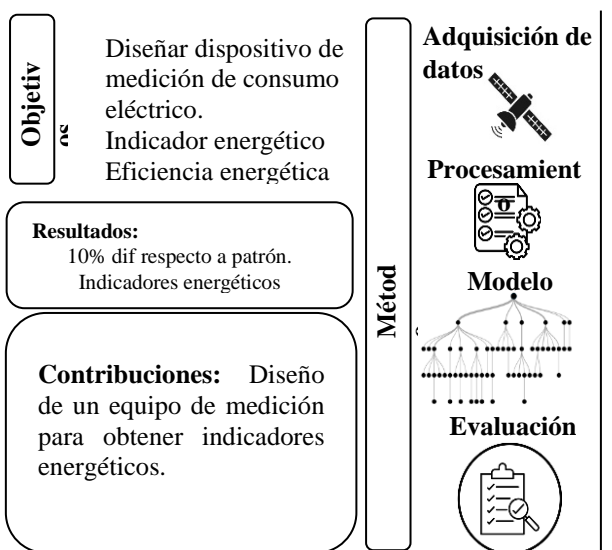 Objetiv
os
Diseñar dispositivo de
medición de consumo
eléctrico.
Indicador energético
Eficiencia energética
Resultados:
10% dif respecto a patrón.
Indicadores energéticos
Contribuciones: Diseño
de un equipo de medición
para obtener indicadores
energéticos.
Métod
Adquisición de
datos
Procesamient
o
Modelo
Evaluación